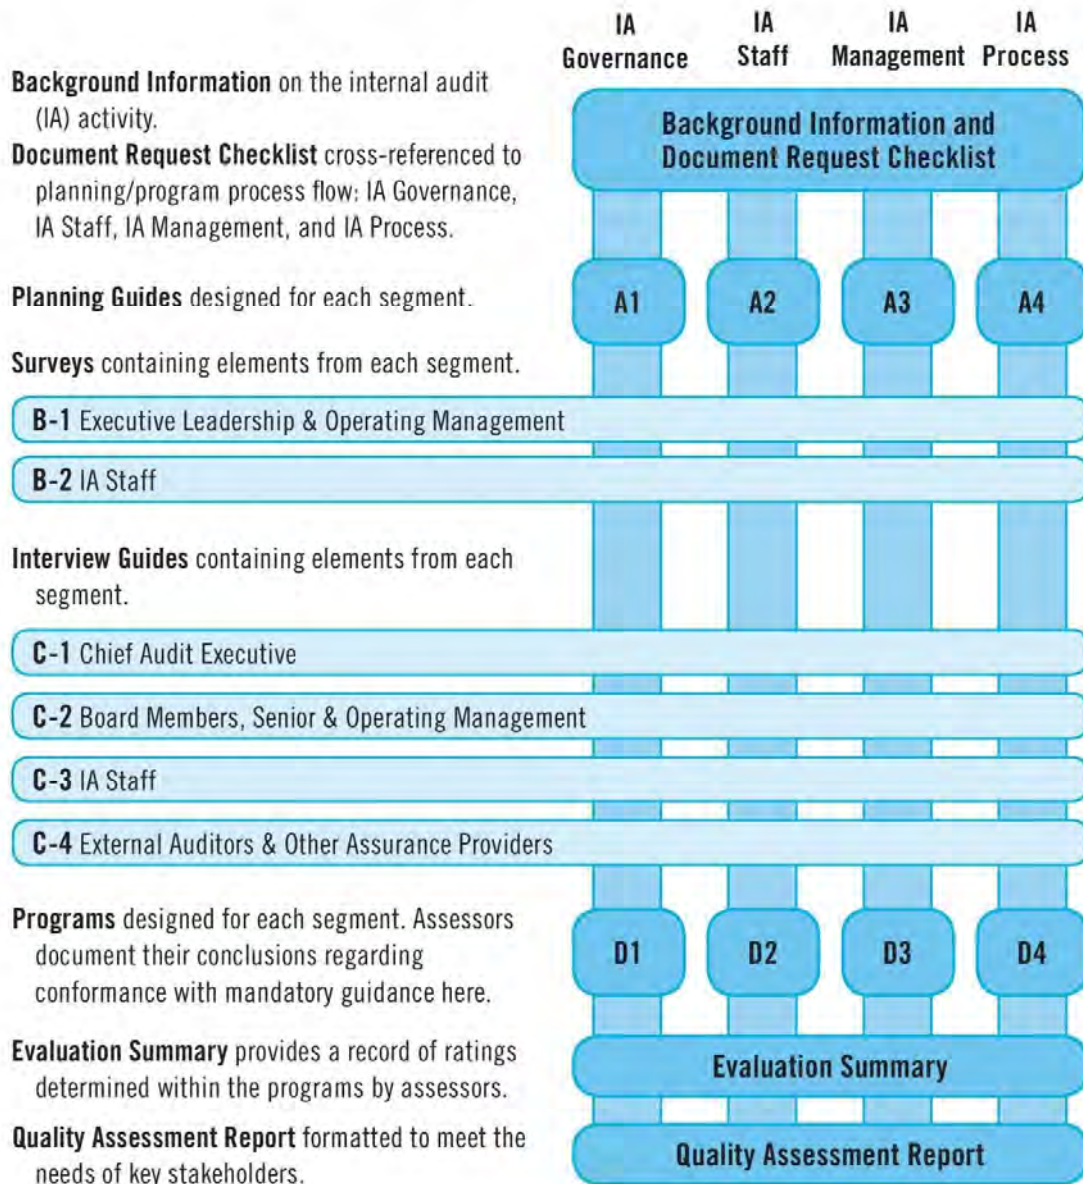 IA Governance
IA Staff
IA Management
IA Process
Background Information on the internal audit
(IA) activity.
Document Request Checklist cross-referenced to
planning/program process flow: IA Governance,
IA Staff, IA Management, and IA Process.
Background Information and
Document Request Checklist
Planning Guides designed for each segment.
A1
A2
A3
A4
Surveys containing elements from each segment.
B-1 Executive Leadership & Operating Management
B-2 IA Staff
Interview Guides containing elements from each
segment.
C-1 Chief Audit Executive
C-2 Board Members, Senior & Operating Management
C-3 IA Staff
C-4 External Auditors & Other Assurance Providers
Programs designed for each segment. Assessors
document their conclusions regarding
conformance with mandatory guidance here.
D1
D2
D3
D4
Evaluation Summary provides a record of ratings
determined within the programs by assessors.
Evaluation Summary
Quality Assessment Report formatted to meet the
needs of key stakeholders.
Quality Assessment Report